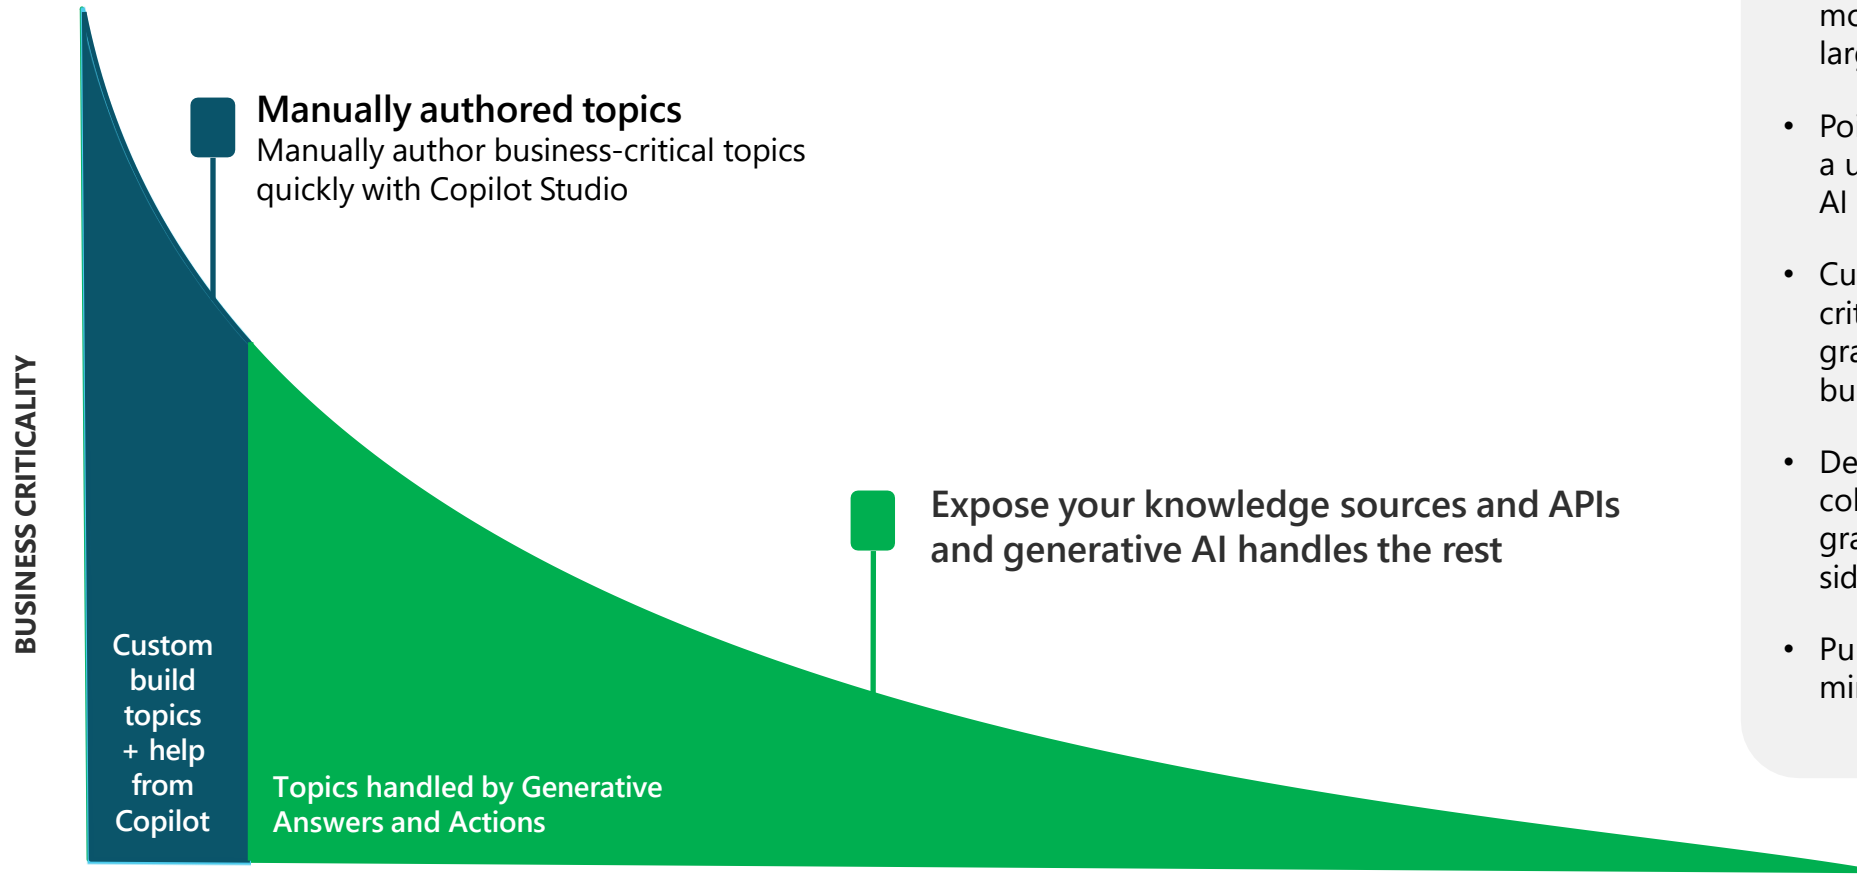 Manually authored topics
Manually author business-critical topics
quickly with Copilot Studio
BUSINESS CRITICALITY
Expose your knowledge sources and APIs
and generative AI handles the rest
Custom
build
topics
+ help
from
Copilot
Topics handled by Generative
Answers and Actions
•
a
AI
•
•
•